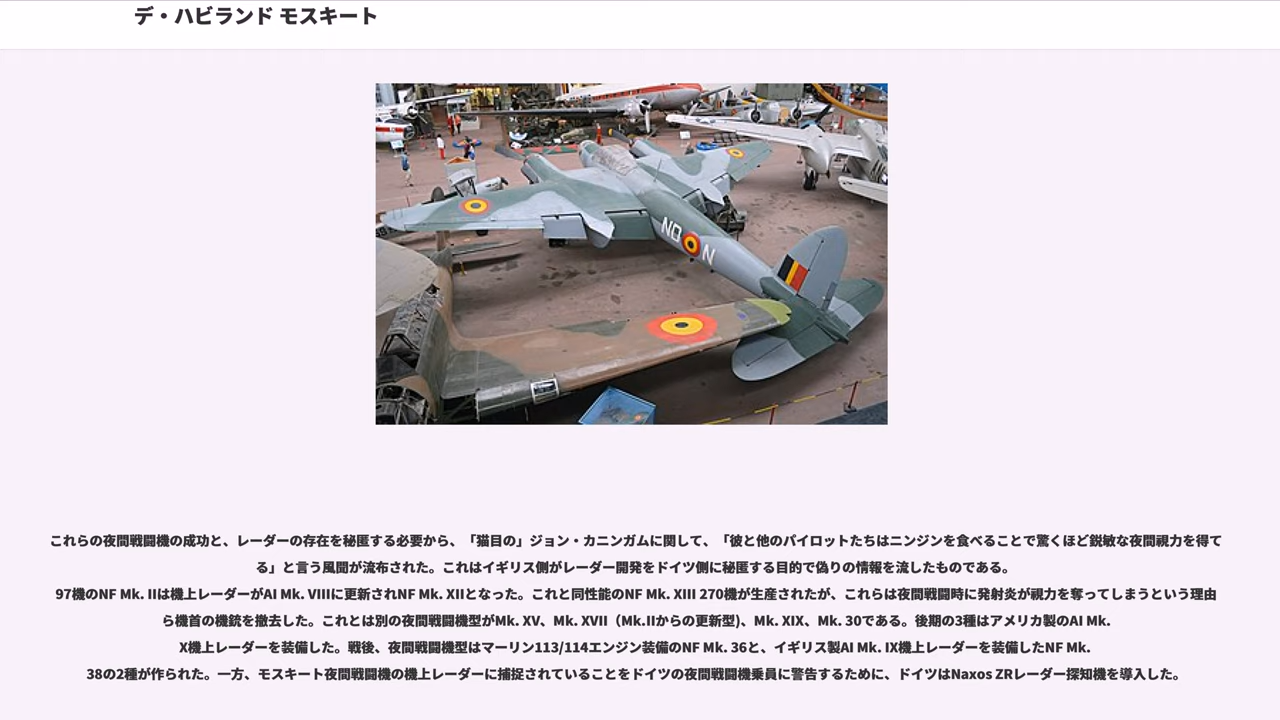 デ・ハビランド モスキート
ND N
これらの夜間戦闘機の成功と、レーダーの存在を秘匿する必要から、「猫目の」ジョン・カニンガムに関して、「彼と他のパイロットたちはニンジンを食べることで驚くほど鋭敏な夜間視力を得て
る」と言う風聞が流布された。これはイギリス側がレーダー開発をドイツ側に秘匿する目的で偽りの情報を流したものである。
97機のNF Mk. IIは機上レーダーがAI Mk. VIIIに更新されNF Mk. XIIとなった。これと同性能のNF Mk. XIII 270機が生産されたが、これらは夜間戦闘時に発射炎が視力を奪ってしまうという理由
ら機首の機銃を撤去した。これとは別の夜間戦闘機型がMk. XV、Mk. XVII（Mk.IIからの更新型)、Mk. XIX、Mk. 30である。後期の3種はアメリカ製のAI Mk.
X機上レーダーを装備した。戦後、夜間戦闘機型はマーリン113/114エンジン装備のNF Mk. 36と、イギリス製AI Mk. IX機上レーダーを装備したNF Mk.
38の2種が作られた。一方、モスキート夜間戦闘機の機上レーダーに捕捉されていることをドイツの夜間戦闘機乗員に警告するために、ドイツはNaxos ZRレーダー探知機を導入した。